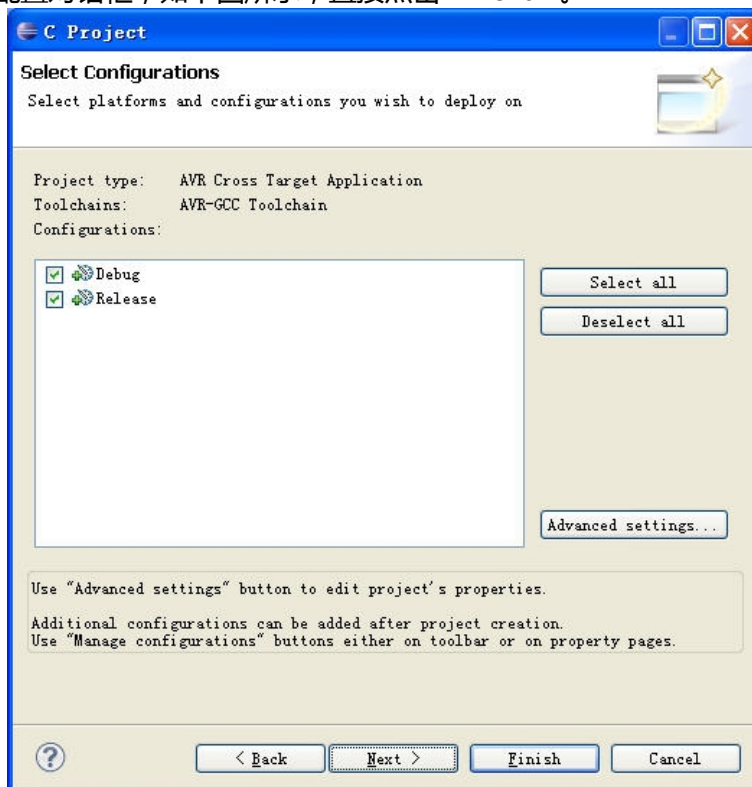 C Project
Select Configurations
Select platforms and configurations you wish to deploy on
Project type: AVR Cross Target Application
Toolchains: AVR-GCC Toolchain
Configurations:
Debug
Release
Select all
Deselect all
Advanced settings...
Use "Advanced settings" button to edit project's properties.
Additional configurations can be added after project creation.
Use "Manage configurations" buttons either on toolbar or on property pages.
< Back
Next >
Finish
Cancel